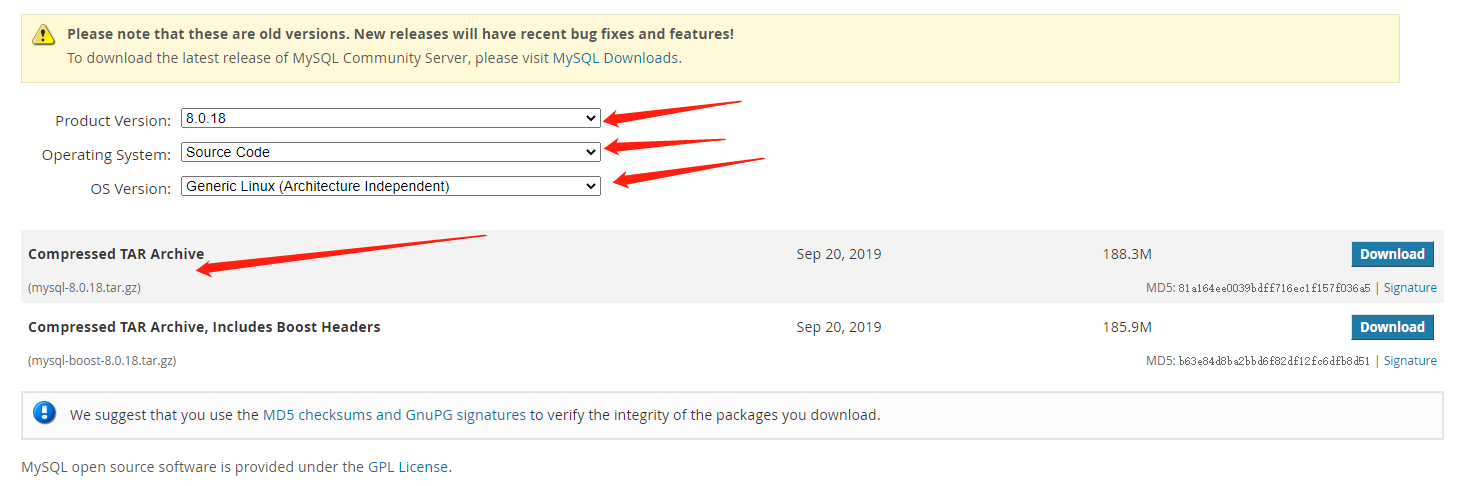 Please note that these are old versions. New releases will have recent bug fixes and features!
To download the latest release of MySQL Community Server, please visit MySQL Downloads.
Product Version: 8.0.18
Operating System: Source Code
OS Version: Generic Linux (Architecture Independent)
Compressed TAR Archive Sep 20, 2019 188.3M Download
(mysql-8.0.18.tar.gz) MD5: 81a164ee0039bdff716ec1f157f036a5 | Signature
Compressed TAR Archive, Includes Boost Headers Sep 20, 2019 185.9M Download
(mysql-boost-8.0.18.tar.gz) MD5: b63e84d8ba2bbd6f82df12fc6dfb8d51 | Signature
We suggest that you use the MD5 checksums and GnuPG signatures to verify the integrity of the packages you download.
MySQL open source software is provided under the GPL License.